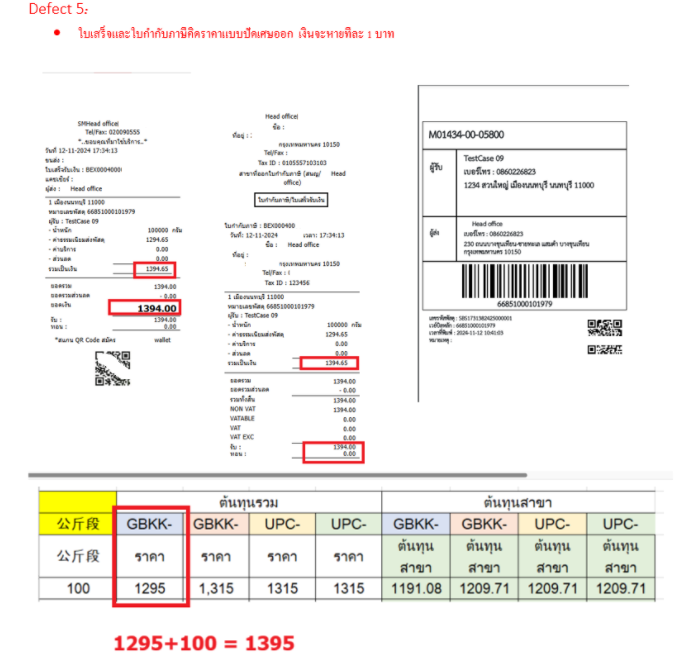 Defect 5:
• ใบเสร็จและใบกำกับภาษีคิดราคาแบบปัดเศษออก เงินจะหายทีละ 1 บาท
SMHead office(
Tel/Fax: 020090555
"..ขอบคุณที่มาใช้บริการ.."
วันที่ 12-11-2024 17:34:13
ขนส่ง :
ใบเสร็จรับเงิน : BEX0004000
แคชเชียร์ :
ผู้ส่ง : Head office
1 เมืองนนทบุรี 11000
หมายเลขพัสดุ 66851000101979
ผู้รับ : TestCase 09
- น้ำหนัก 100000 กรัม
- ค่าธรรมเนียมส่งพัสดุ 1294.65
- ค่าบริการ 0.00
- ส่วนลด 0.00
รวมเป็นเงิน 1394.65
ยอดรวม 1394.00
ยอดรวมส่วนลด - 0.00
ยอดเงิน 1394.00
รับ : 1394.00
ทอน : 0.00
*สแกน QR Code สมัคร wallet
Head office(
ชื่อ :
ที่อยู่ :
กรุงเทพมหานคร 10150
Tel/Fax :
Tax ID : 0105557103183
สาขาที่ออกใบกำกับภาษี (สนญ/ Head
office)
ใบกำกับภาษี/ใบเสร็จรับเงิน
ใบกำกับภาษี : BEX000400
วันที่: 12-11-2024 เวลา: 17:34:13
ชื่อ : Head office
ที่อยู่ :
กรุงเทพมหานคร 10150
Tel/Fax : (
Tax ID : 123456
1 เมืองนนทบุรี 11000
หมายเลขพัสดุ 66851000101979
ผู้รับ : TestCase 09
- น้ำหนัก 100000 กรัม
- ค่าธรรมเนียมส่งพัสดุ 1294.65
- ค่าบริการ 0.00
- ส่วนลด 0.00
รวมเป็นเงิน 1394.65
ยอดรวม 1394.00
ยอดรวมส่วนลด - 0.00
รวมทั้งสิ้น 1394.00
NON VAT 1394.00
VATABLE 0.00
VAT 0.00
VAT EXC 0.00
รับ : 1394.00
ทอน : 0.00
M01434-00-05800
ผู้รับ TestCase 09
เบอร์โทร : 0860226823
1234 สวนใหญ่ เมืองนนทบุรี นนทบุรี 11000
ผู้ส่ง Head office
เบอร์โทร : 0860226823
230 ถนนบางขุนเทียน-ชายทะเล แสมดำ บางขุนเทียน
กรุงเทพมหานคร 10150
66851000101979
เลขรหัสพัสดุ : 5851731382425000001
เวย์บิลหลัก : 66851000101979
เวลาที่พิมพ์ : 2024-11-12 10:41:03
หมายเหตุ :
ต้นทุนรวม ต้นทุนสาขา
公斤段 GBKK- GBKK- UPC- UPC- GBKK- GBKK- UPC- UPC-
公斤段 ราคา ราคา ราคา ราคา ต้นทุนสาขา ต้นทุนสาขา ต้นทุนสาขา ต้นทุนสาขา
100 1295 1,315 1315 1315 1191.08 1209.71 1209.71 1209.71
1295+100 = 1395